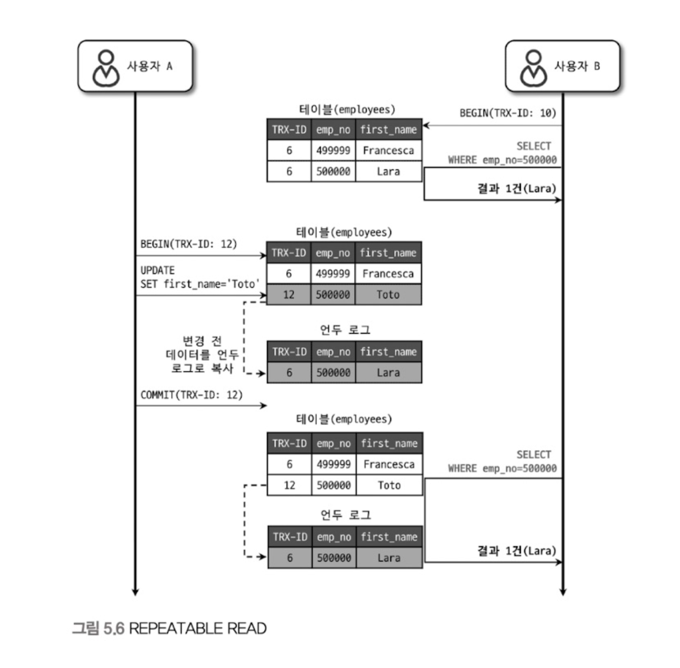 사용자 A
사용자 B
테이블(employees)
BEGIN(TRX-ID: 10)
TRX-ID emp_no first_name
6 499999 Francesca
6 500000 Lara
SELECT
WHERE emp_no=500000
결과 1건(Lara)
테이블(employees)
BEGIN(TRX-ID: 12)
TRX-ID emp_no first_name
6 499999 Francesca
12 500000 Toto
UPDATE
SET first_name='Toto'
언두 로그
변경 전
데이터를 언두
로그로 복사
TRX-ID emp_no first_name
6 500000 Lara
COMMIT(TRX-ID: 12)
테이블(employees)
TRX-ID emp_no first_name
6 499999 Francesca
12 500000 Toto
SELECT
WHERE emp_no=500000
언두 로그
TRX-ID emp_no first_name
6 500000 Lara
결과 1건(Lara)
그림 5.6 REPEATABLE READ